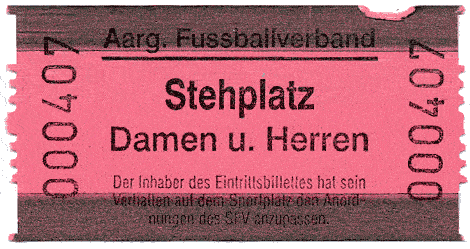 Aarg. Fussballverband
Stehplatz
Damen u. Herren
Der Inhaber des Eintrittsbillettes hat sein
Verhalten auf dem Sportplatz den Anord-
nungen des SFV anzupassen.
000407
000407